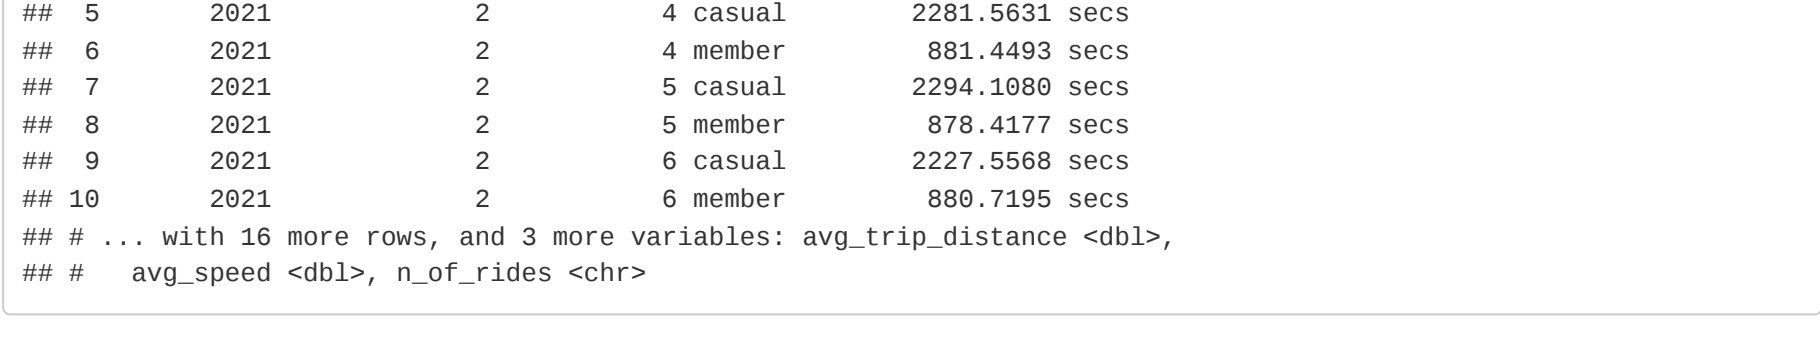 ##  5       2021             2           4 casual        2281.5631 secs
##  6       2021             2           4 member         881.4493 secs
##  7       2021             2           5 casual        2294.1080 secs
##  8       2021             2           5 member         878.4177 secs
##  9       2021             2           6 casual        2227.5568 secs
## 10       2021             2           6 member         880.7195 secs
## # ... with 16 more rows, and 3 more variables: avg_trip_distance <dbl>,
## #   avg_speed <dbl>, n_of_rides <chr>